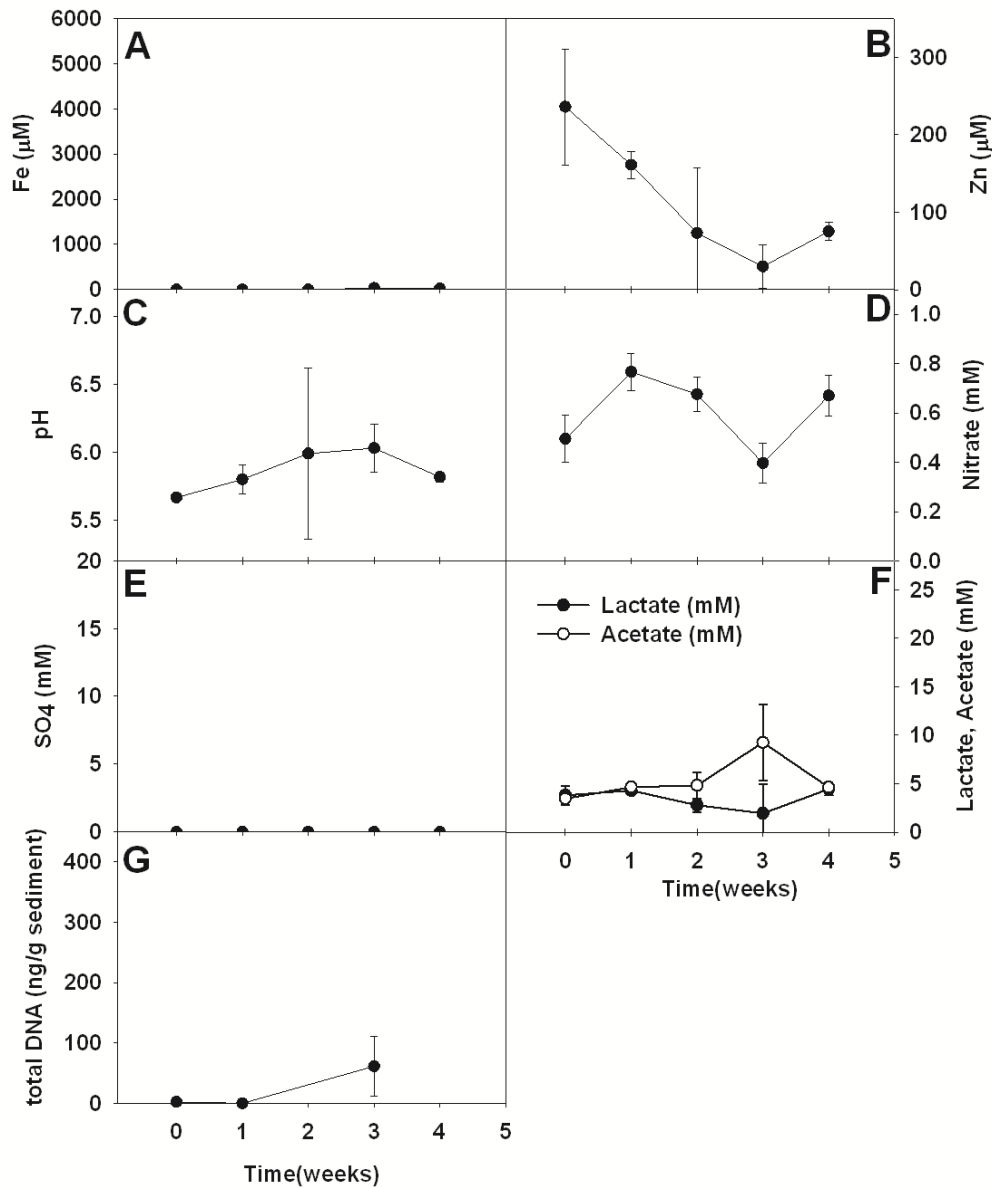 A
Fe (μM)
6000
5000
4000
3000
2000
1000
0
B
Zn (μM)
300
200
100
0
C
pH
7.0
6.5
6.0
5.5
D
Nitrate (mM)
1.0
0.8
0.6
0.4
0.2
0.0
E
SO4 (mM)
20
15
10
5
0
F
Lactate (mM)
Acetate (mM)
Lactate, Acetate (mM)
25
20
15
10
5
0
0 1 2 3 4 5
Time(weeks)
G
total DNA (ng/g sediment)
400
300
200
100
0
0 1 2 3 4 5
Time(weeks)